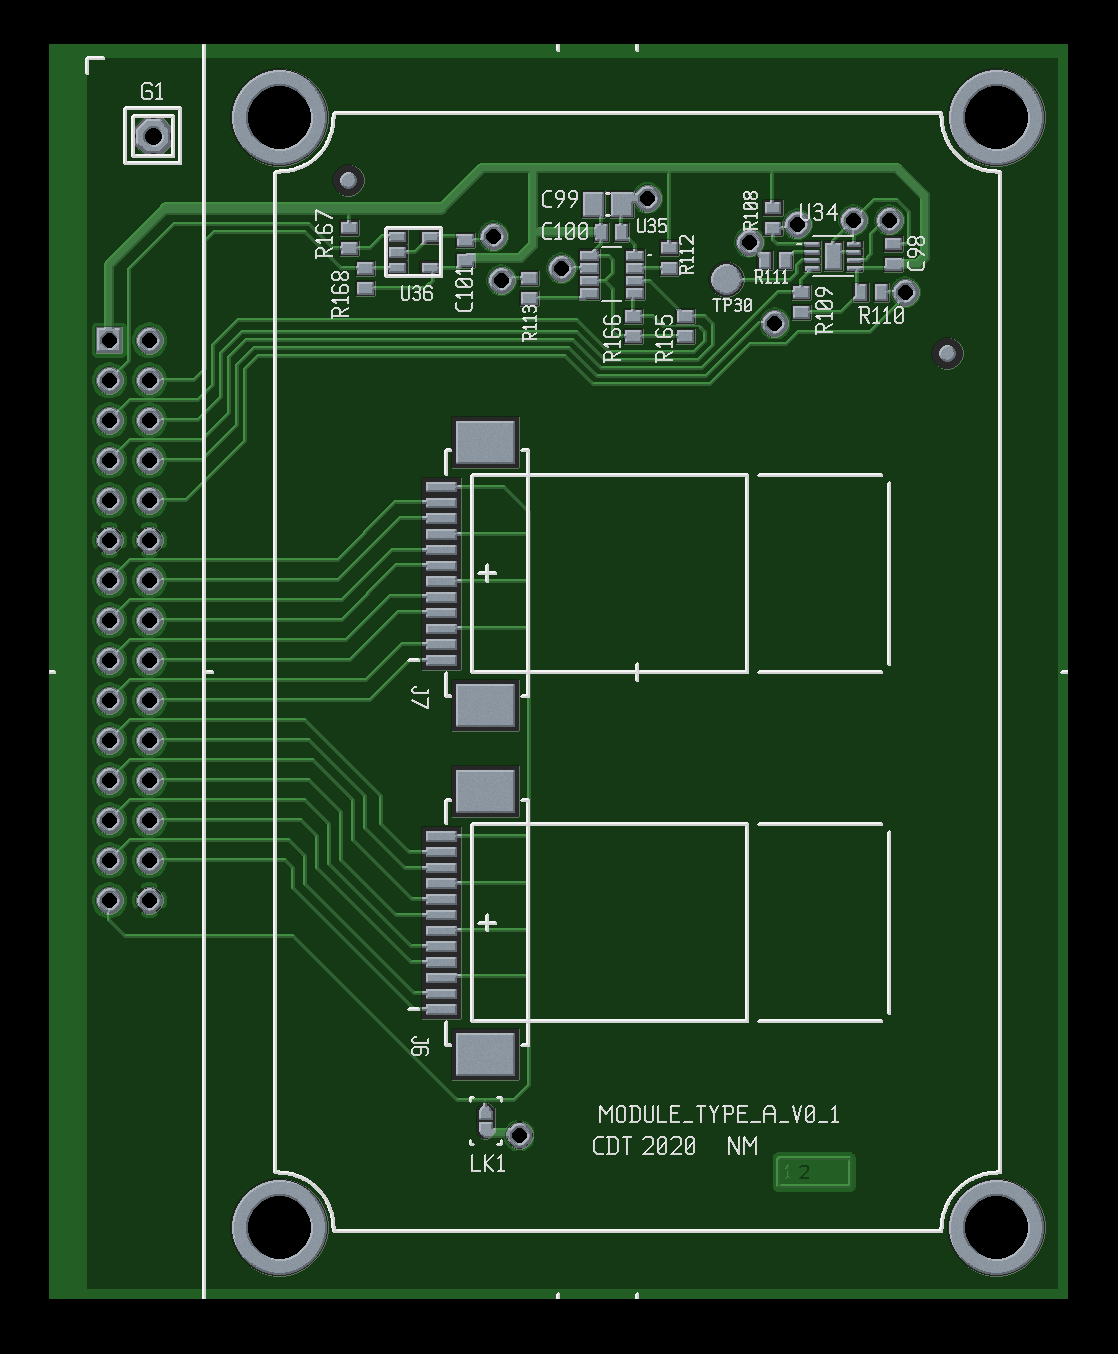 G1
R167
R168
U36
C101
C99
C100
U35
R112
R113
R166
R165
R108
U34
C98
R111
TP30
R109
R110
J7
J6
LK1
MODULE_TYPE_A_V0_1
CDT 2020 NM
1 2